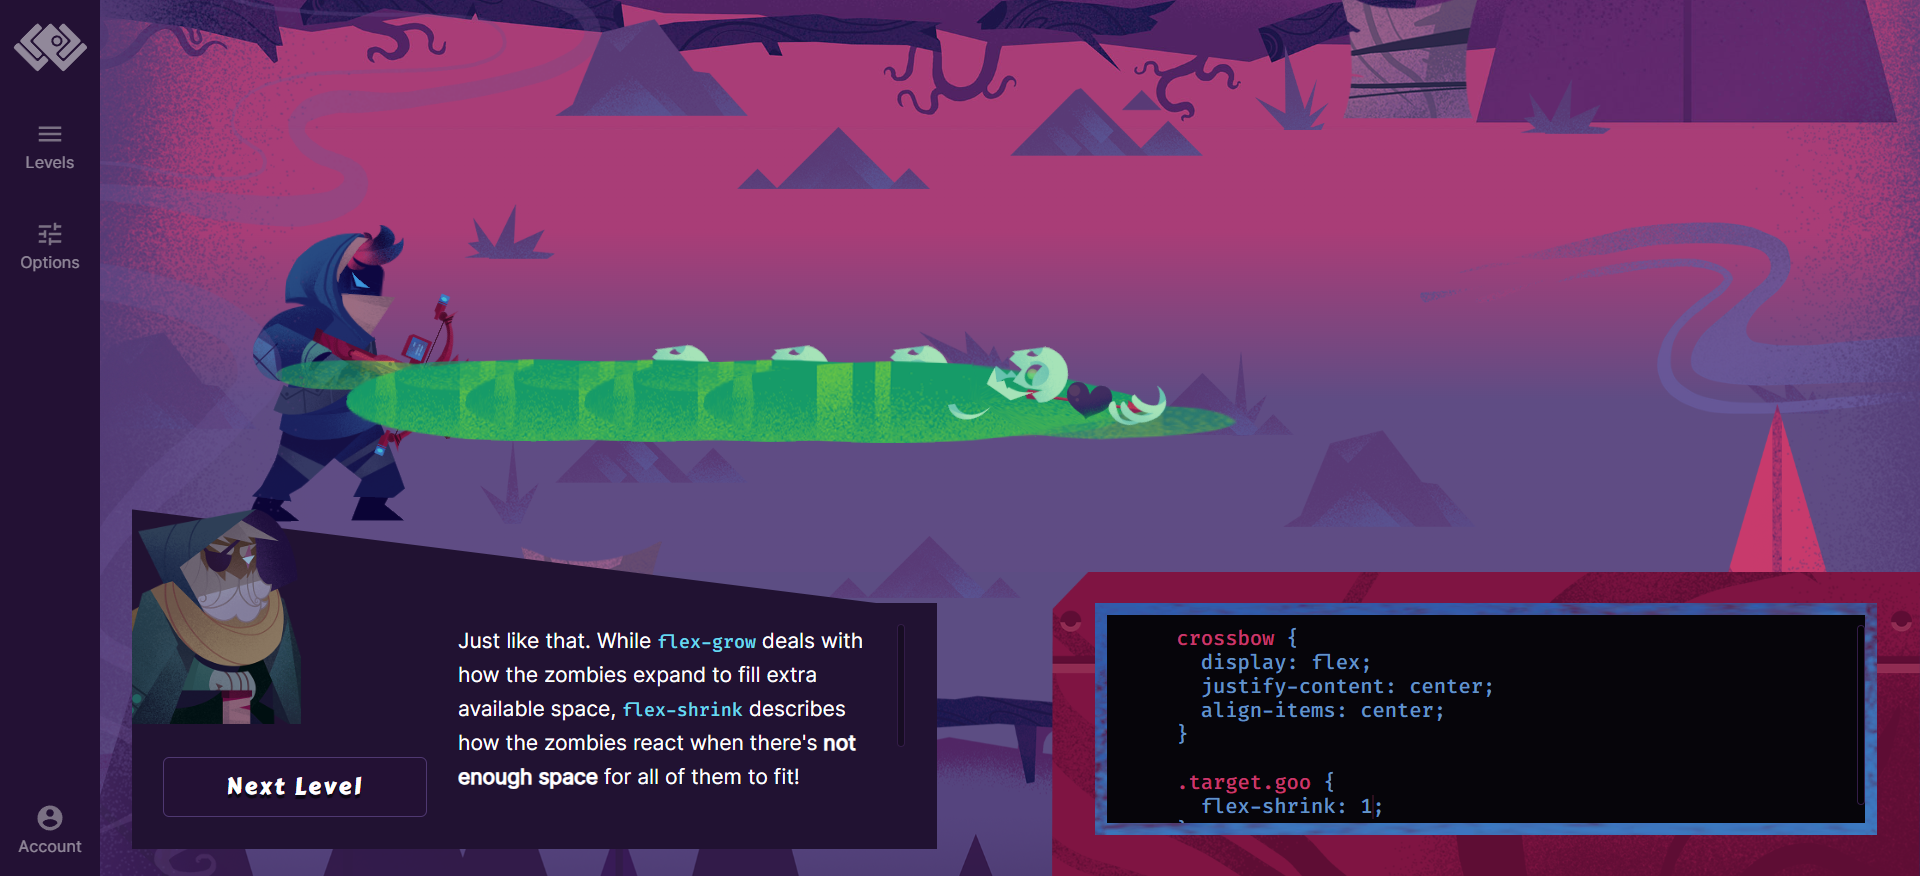 Levels
Options
Just like that. While flex-grow deals with
how the zombies expand to fill extra
available space, flex-shrink describes
how the zombies react when there's not
enough space for all of them to fit!
Next Level
crossbow {
display: flex;
justify-content: center;
align-items: center;
}
.target.goo {
flex-shrink: 1;
Account